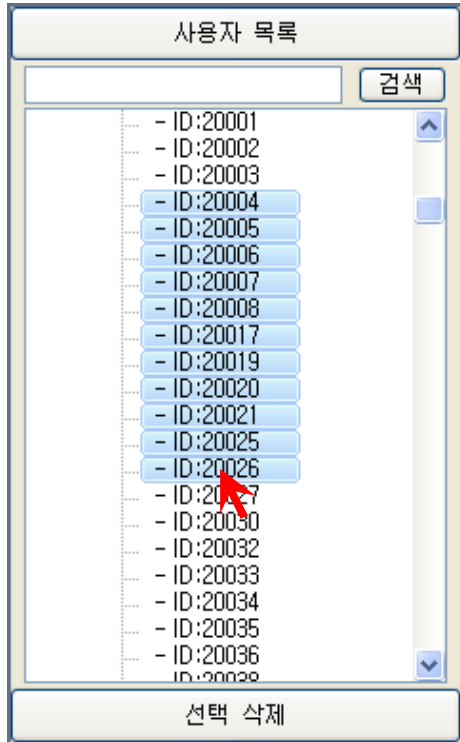 사용자 목록
검색
- ID:20001
- ID:20002
- ID:20003
- ID:20004
- ID:20005
- ID:20006
- ID:20007
- ID:20008
- ID:20017
- ID:20019
- ID:20020
- ID:20021
- ID:20025
- ID:20026
- ID:20027
- ID:20030
- ID:20032
- ID:20033
- ID:20034
- ID:20035
- ID:20036
선택 삭제